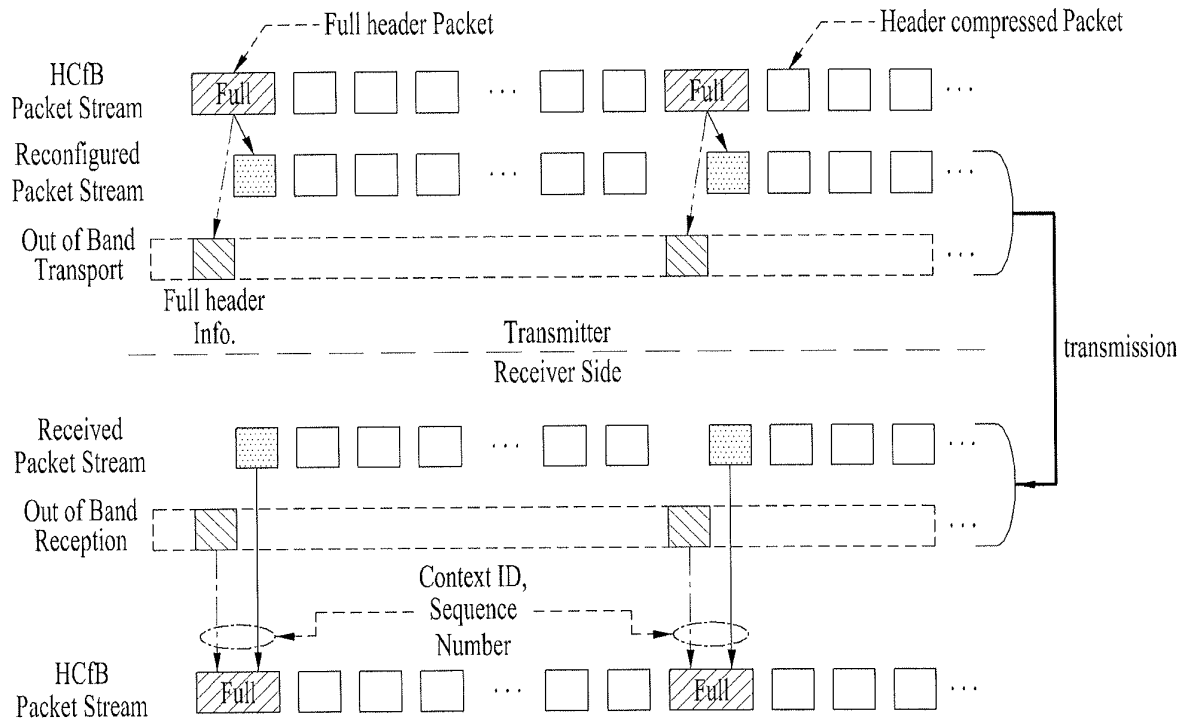 Full header Packet
Header compressed Packet
HCfB
Packet Stream
Full
...
Full
...
Reconfigured
Packet Stream
...
...
Out of Band
Transport
...
Full header
Info.
Transmitter
Receiver Side
transmission
Received
Packet Stream
...
...
Out of Band
Reception
...
Context ID,
Sequence
Number
HCfB
Packet Stream
Full
...
Full
...